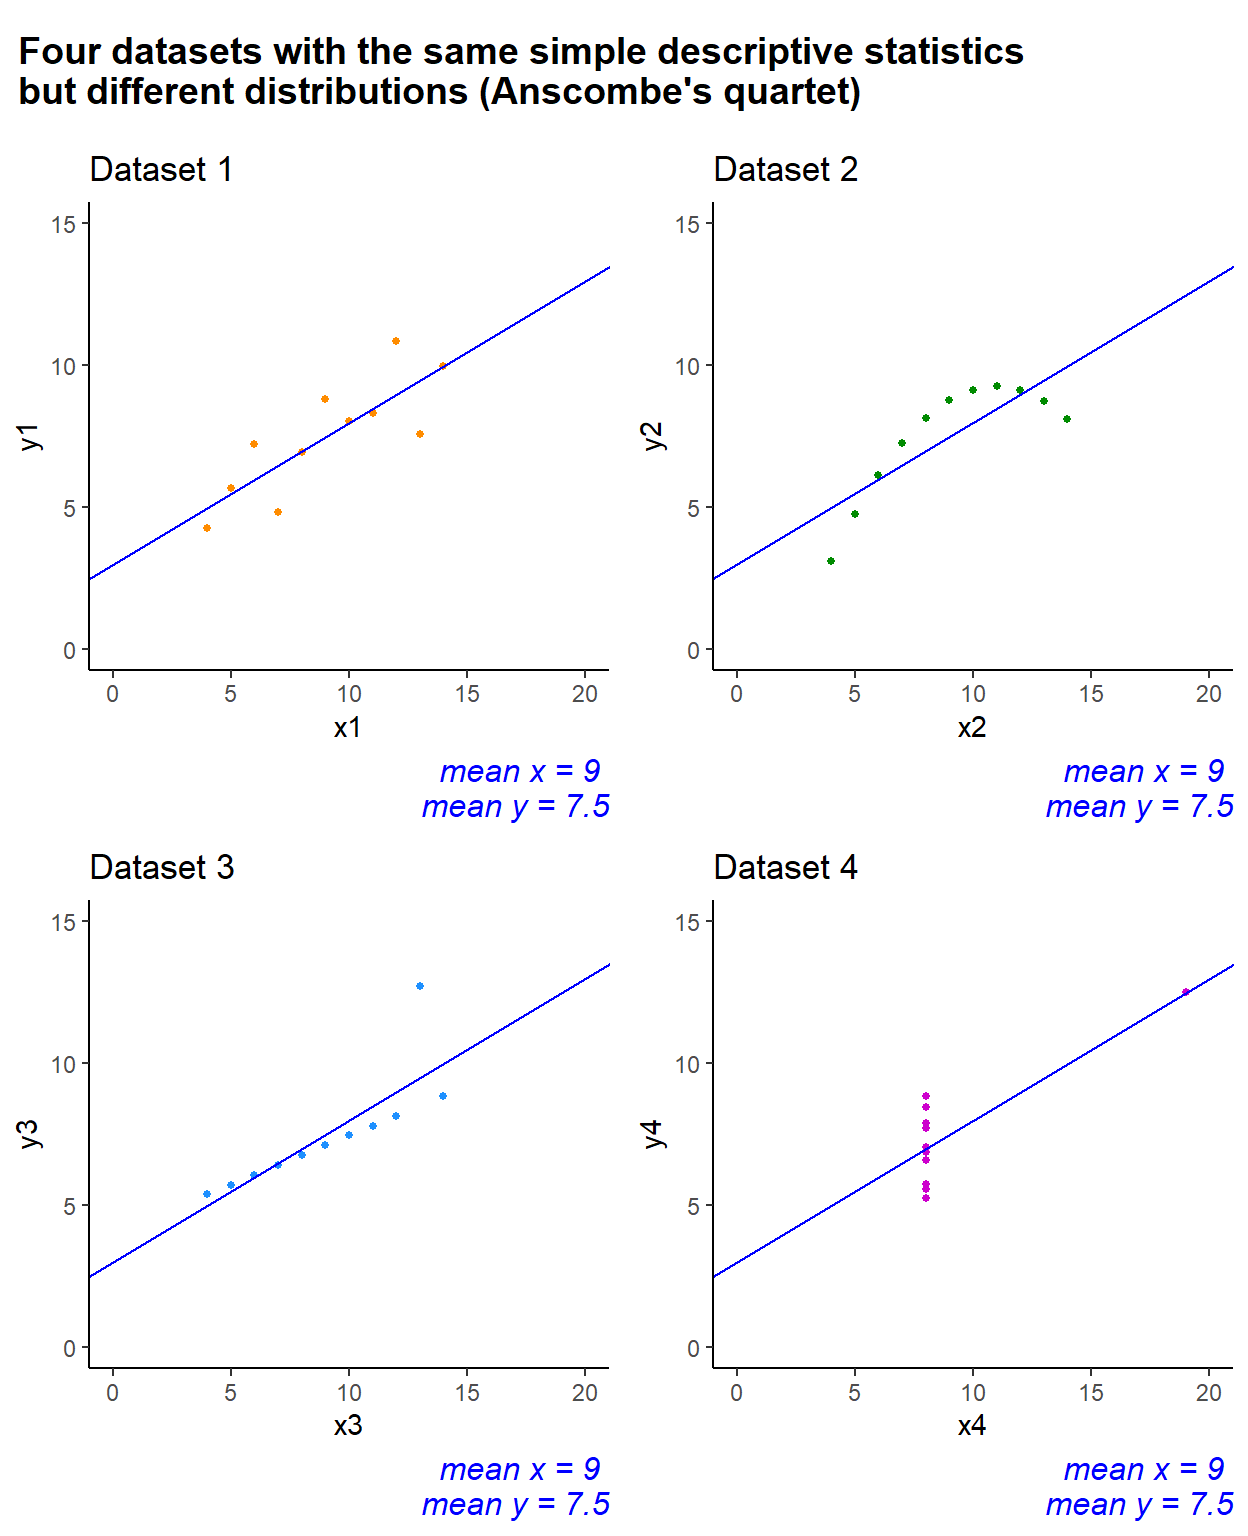 Four datasets with the same simple descriptive statistics
but different distributions (Anscombe's quartet)
Dataset 1
15
10
5
0
y1
0 5 10 15 20
x1
mean x = 9
mean y = 7.5
Dataset 2
15
10
5
0
y2
0 5 10 15 20
x2
mean x = 9
mean y = 7.5
Dataset 3
15
10
5
0
y3
0 5 10 15 20
x3
mean x = 9
mean y = 7.5
Dataset 4
15
10
5
0
y4
0 5 10 15 20
x4
mean x = 9
mean y = 7.5